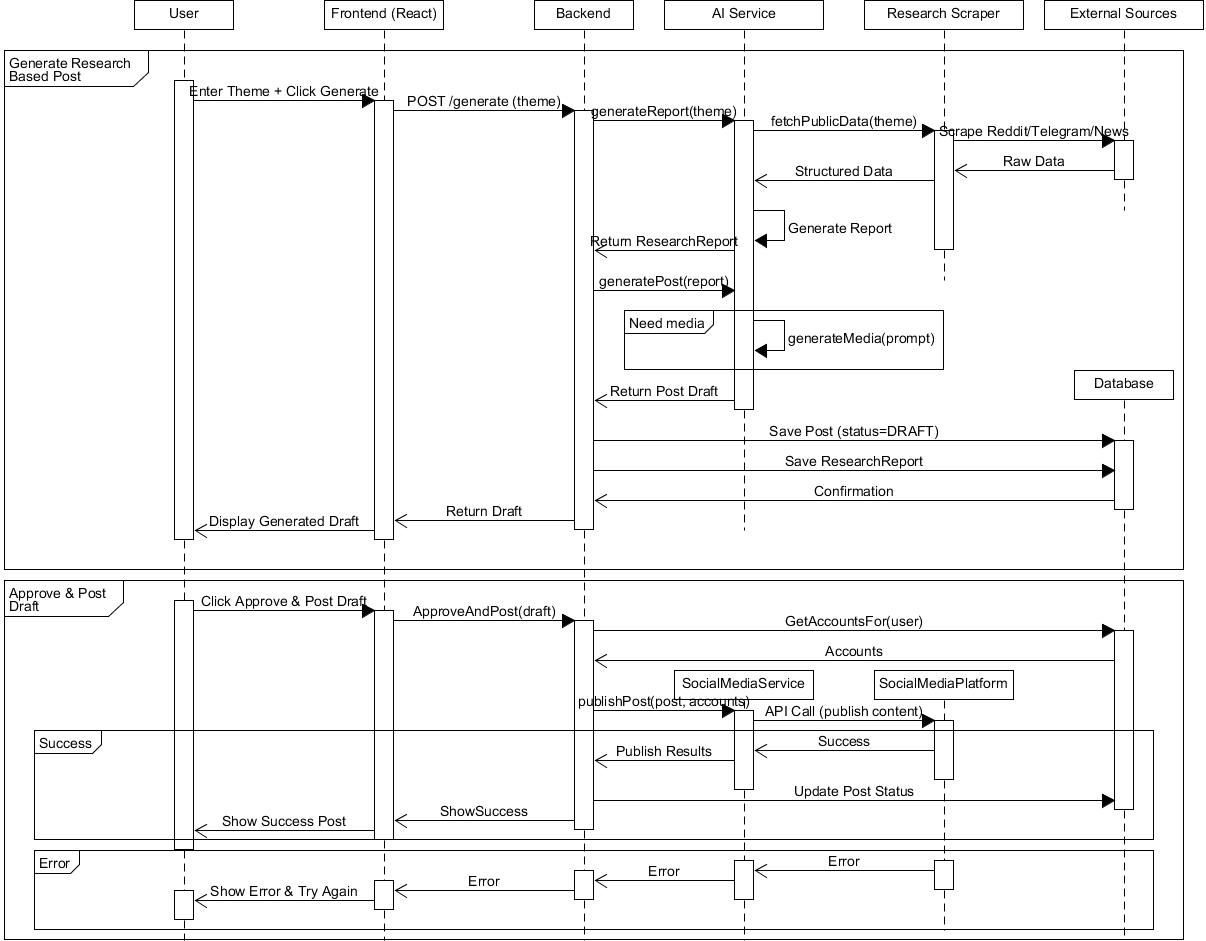 User
Frontend (React)
Backend
AI Service
Research Scraper
External Sources
Generate Research
Based Post
Enter Theme + Click Generate
POST /generate (theme)
generateReport(theme)
fetchPublicData(theme)
Scrape Reddit/Telegram/News
Raw Data
Structured Data
Generate Report
Return ResearchReport
generatePost(report)
Need media
generateMedia(prompt)
Database
Return Post Draft
Save Post (status=DRAFT)
Save ResearchReport
Confirmation
Return Draft
Display Generated Draft
Approve & Post
Draft
Click Approve & Post Draft
ApproveAndPost(draft)
GetAccountsFor(user)
Accounts
SocialMediaService
SocialMediaPlatform
publishPost(post, accounts)
API Call (publish content)
Success
Success
Publish Results
Update Post Status
ShowSuccess
Show Success Post
Error
Error
Error
Error
Show Error & Try Again